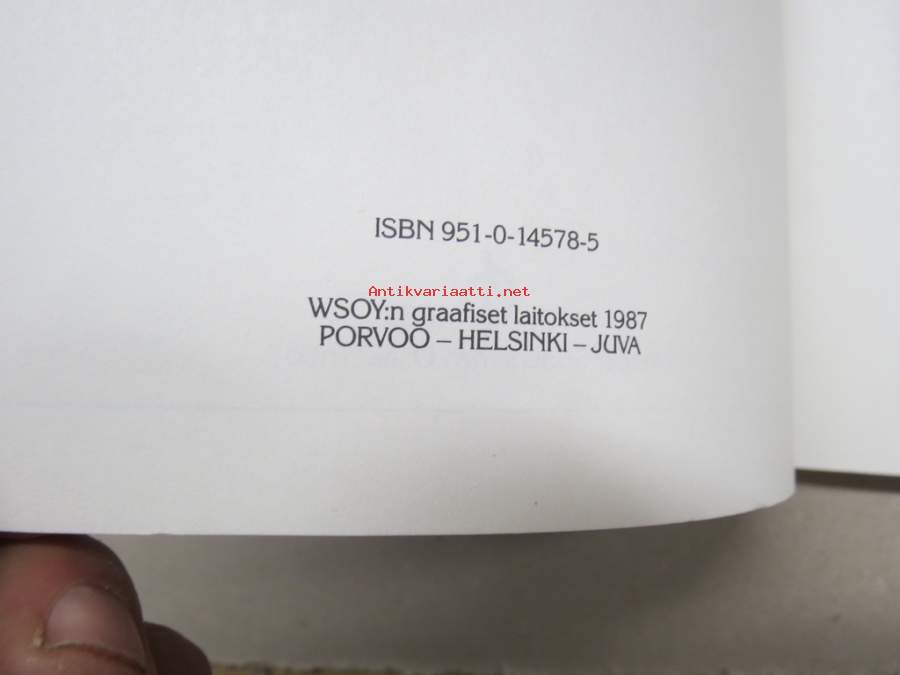 ISBN 951-0-14578-5
Antikvariaatti.net
WSOY:n graafiset laitokset 1987
PORVOO – HELSINKI – JUVA